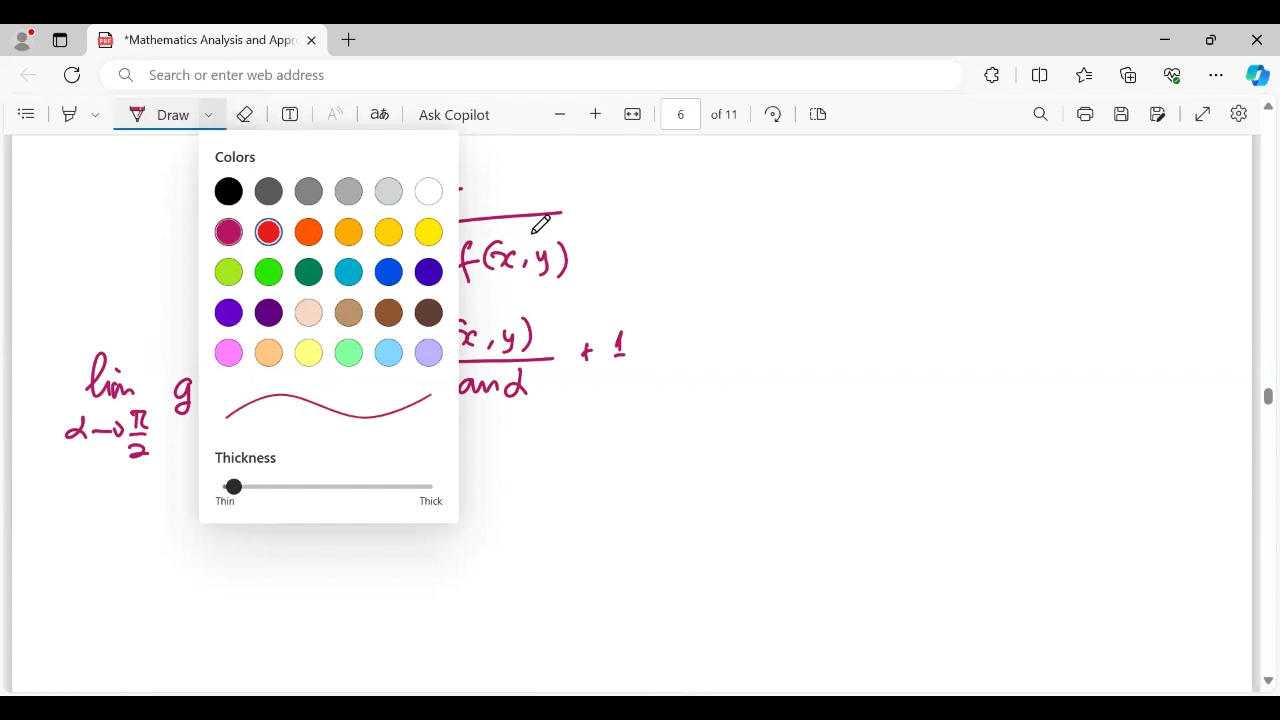 *Mathematics Analysis and Appr
Search or enter web address
Draw
Ask Copilot
6 of 11
Colors
f(x, y)
x, y) + 1
lim g and
α→π/2
Thickness
Thin Thick